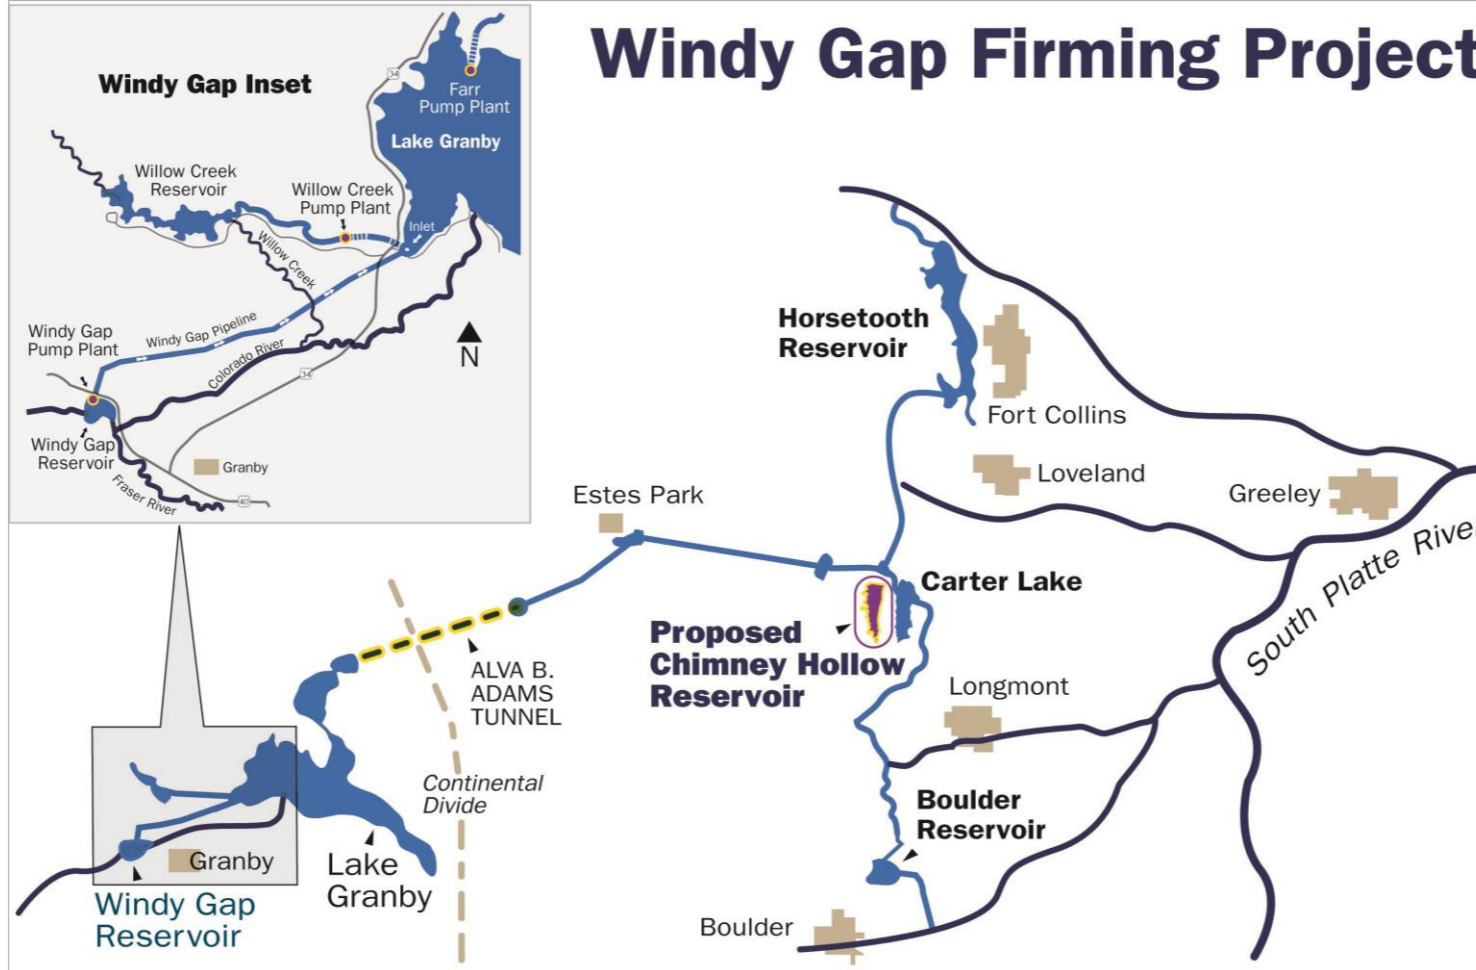 Windy Gap Firming Project
Windy Gap Inset
34
Farr
Pump Plant
Lake Granby
Willow Creek
Reservoir
Willow Creek
Pump Plant
Inlet
Willow Creek
Windy Gap Pipeline
Windy Gap
Pump Plant
Colorado River
N
34
Windy Gap
Reservoir
Granby
Fraser River
40
Horsetooth
Reservoir
Fort Collins
Loveland
Greeley
Estes Park
South Platte River
Carter Lake
Proposed
Chimney Hollow
Reservoir
ALVA B.
ADAMS
TUNNEL
Longmont
Continental
Divide
Boulder
Reservoir
Granby
Lake
Granby
Windy Gap
Reservoir
Boulder